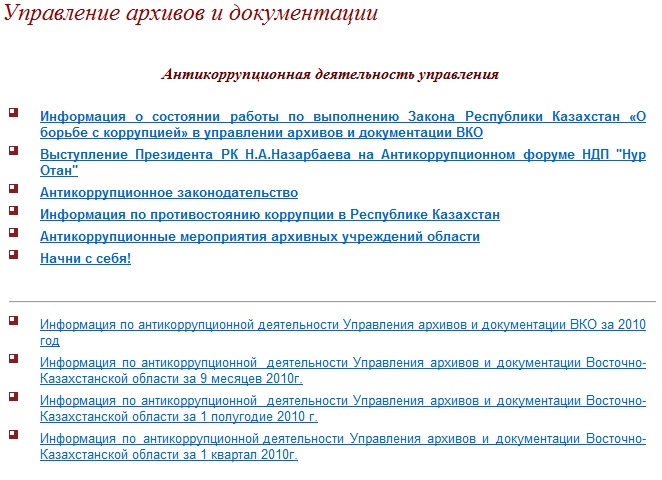 Управление архивов и документации
Антикоррупционная деятельность управления
Информация о состоянии работы по выполнению Закона Республики Казахстан «О
борьбе с коррупцией» в управлении архивов и документации ВКО
Выступление Президента РК Н.А.Назарбаева на Антикоррупционном форуме НДП "Нур
Отан"
Антикоррупционное законодательство
Информация по противостоянию коррупции в Республике Казахстан
Антикоррупционные мероприятия архивных учреждений области
Начни с себя!
Информация по антикоррупционной деятельности Управления архивов и документации ВКО за 2010
год
Информация по антикоррупционной деятельности Управления архивов и документации Восточно-
Казахстанской области за 9 месяцев 2010г.
Информация по антикоррупционной деятельности Управления архивов и документации Восточно-
Казахстанской области за 1 полугодие 2010 г.
Информация по антикоррупционной деятельности Управления архивов и документации Восточно-
Казахстанской области за 1 квартал 2010г.